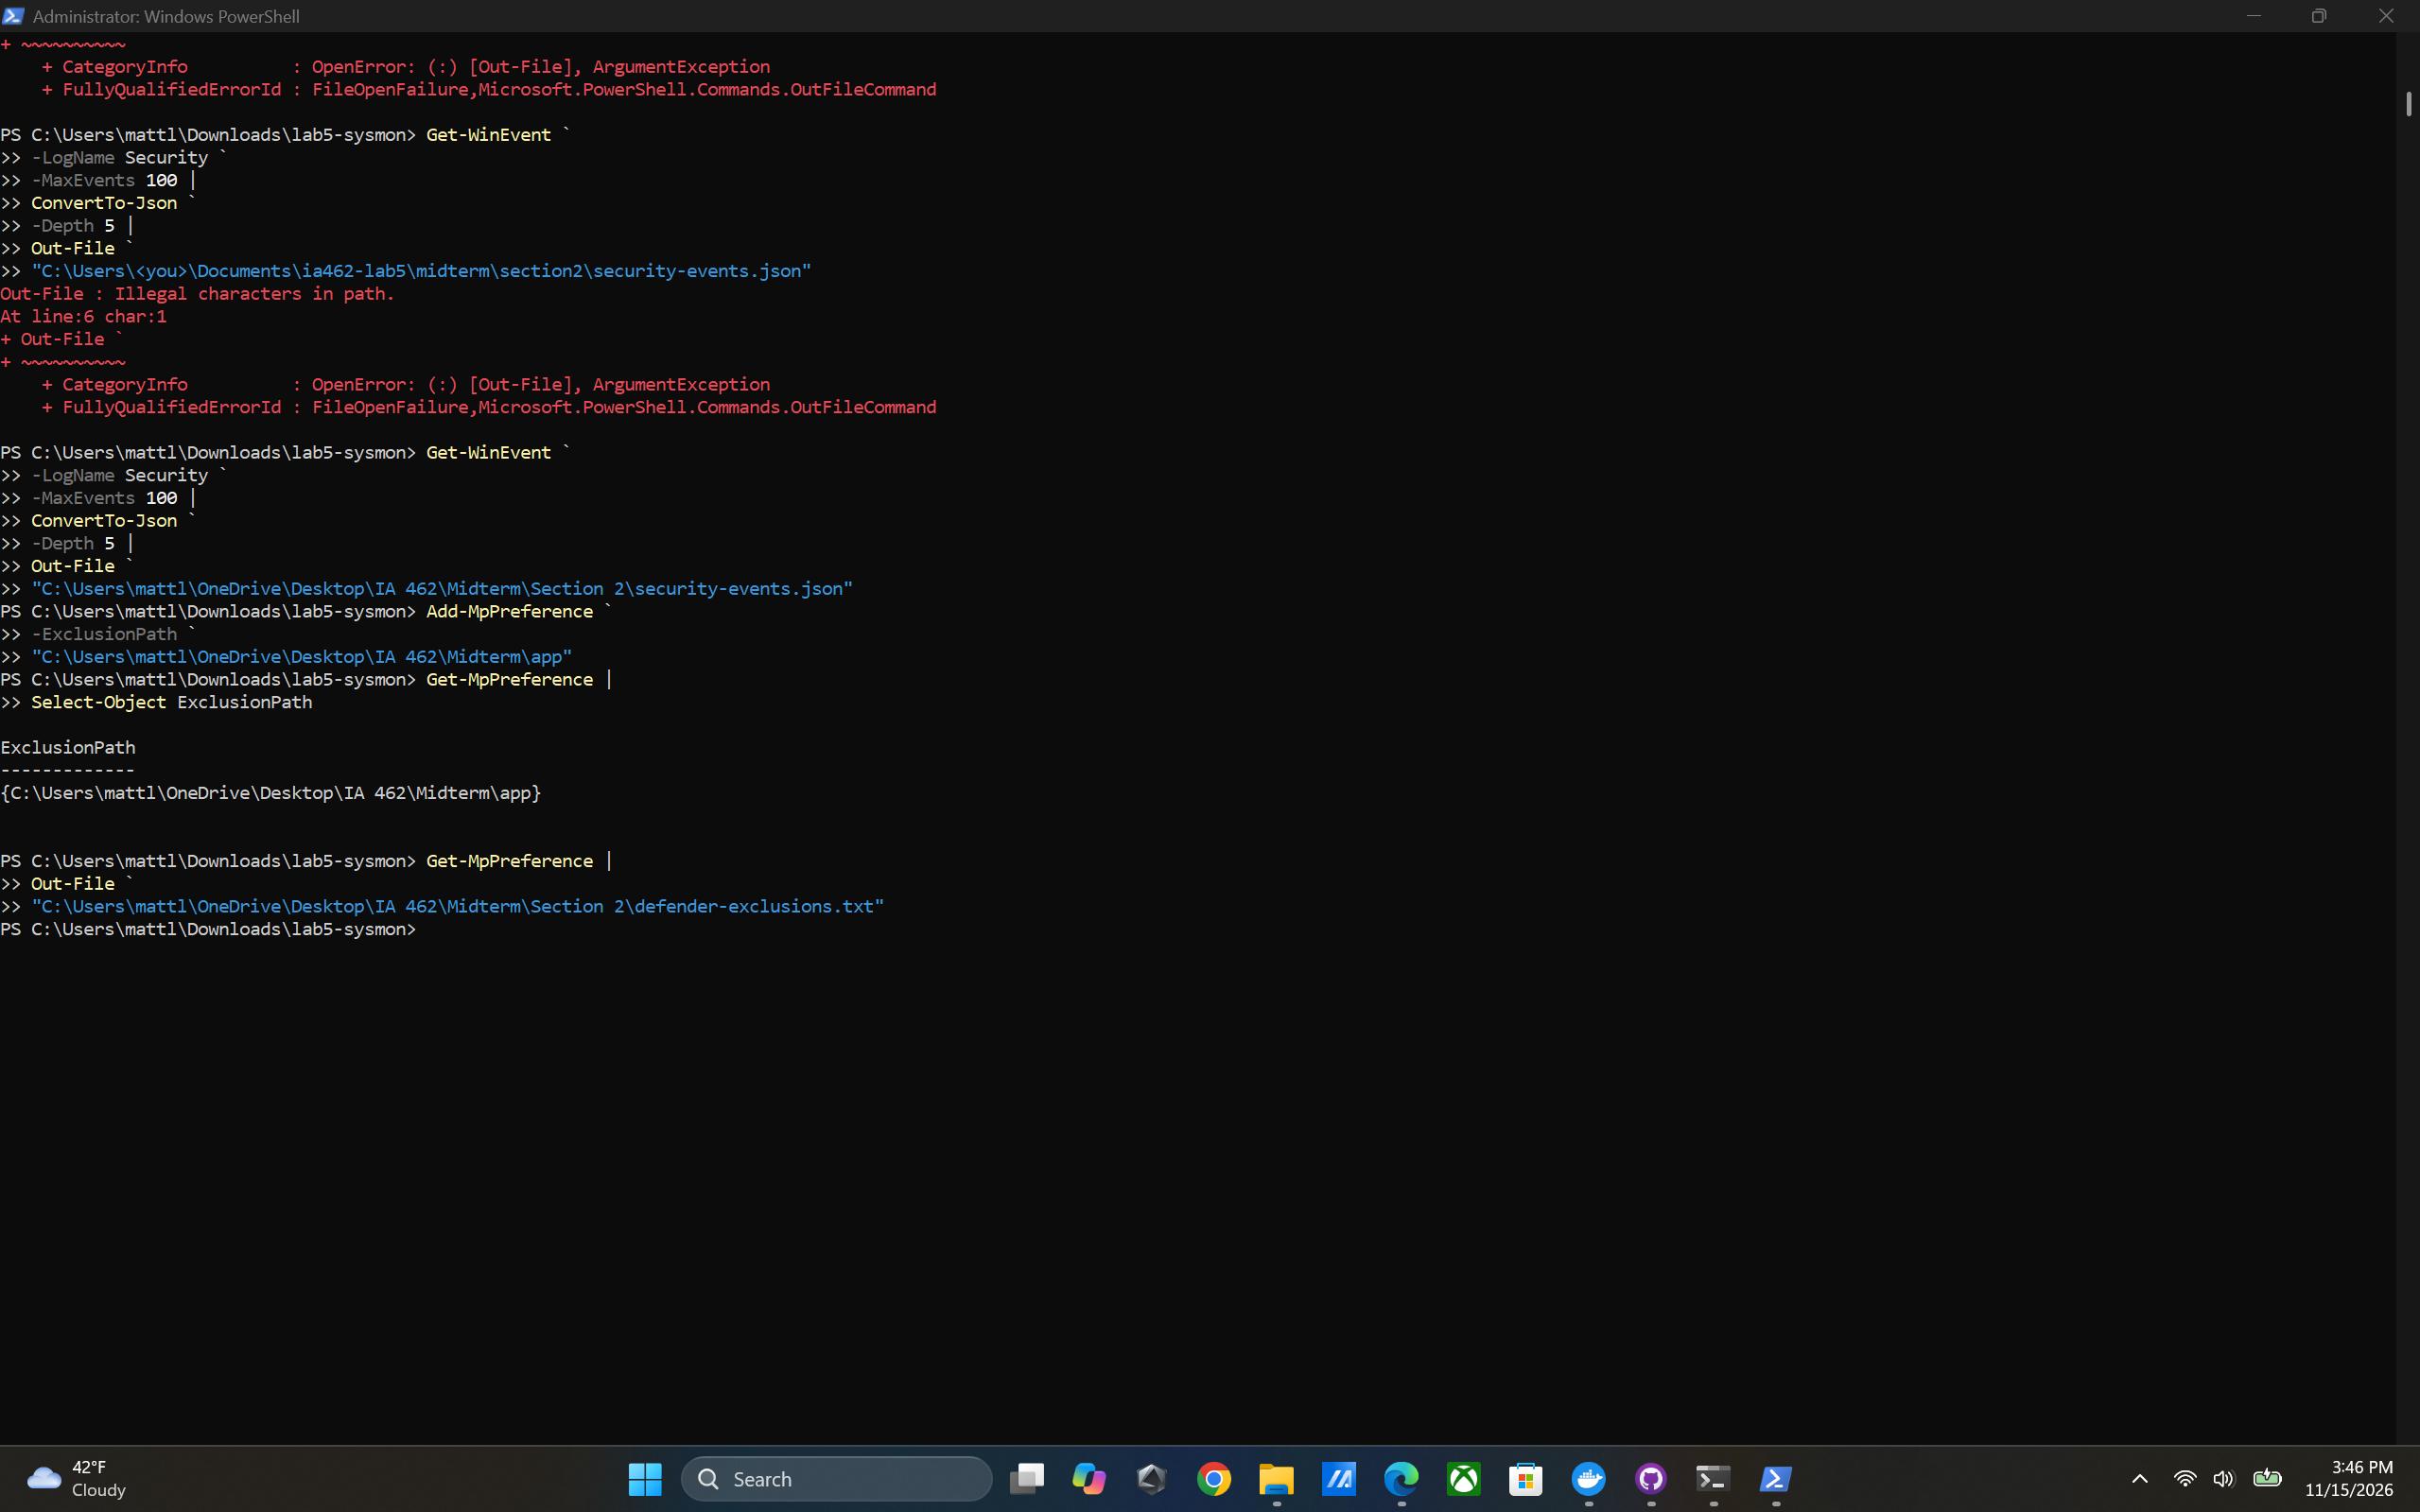 Administrator: Windows PowerShell
+ ~~~~~~~~~~
    + CategoryInfo          : OpenError: (:) [Out-File], ArgumentException
    + FullyQualifiedErrorId : FileOpenFailure,Microsoft.PowerShell.Commands.OutFileCommand
PS C:\Users\mattl\Downloads\lab5-sysmon> Get-WinEvent `
>> -LogName Security `
>> -MaxEvents 100 |
>> ConvertTo-Json `
>> -Depth 5 |
>> Out-File `
>> "C:\Users\<you>\Documents\ia462-lab5\midterm\section2\security-events.json"
Out-File : Illegal characters in path.
At line:6 char:1
+ Out-File `
+ ~~~~~~~~~~
    + CategoryInfo          : OpenError: (:) [Out-File], ArgumentException
    + FullyQualifiedErrorId : FileOpenFailure,Microsoft.PowerShell.Commands.OutFileCommand
PS C:\Users\mattl\Downloads\lab5-sysmon> Get-WinEvent `
>> -LogName Security `
>> -MaxEvents 100 |
>> ConvertTo-Json `
>> -Depth 5 |
>> Out-File `
>> "C:\Users\mattl\OneDrive\Desktop\IA 462\Midterm\Section 2\security-events.json"
PS C:\Users\mattl\Downloads\lab5-sysmon> Add-MpPreference `
>> -ExclusionPath `
>> "C:\Users\mattl\OneDrive\Desktop\IA 462\Midterm\app"
PS C:\Users\mattl\Downloads\lab5-sysmon> Get-MpPreference |
>> Select-Object ExclusionPath
ExclusionPath
-------------
{C:\Users\mattl\OneDrive\Desktop\IA 462\Midterm\app}
PS C:\Users\mattl\Downloads\lab5-sysmon> Get-MpPreference |
>> Out-File `
>> "C:\Users\mattl\OneDrive\Desktop\IA 462\Midterm\Section 2\defender-exclusions.txt"
PS C:\Users\mattl\Downloads\lab5-sysmon>
42°F
Cloudy
Search
3:46 PM
11/15/2026